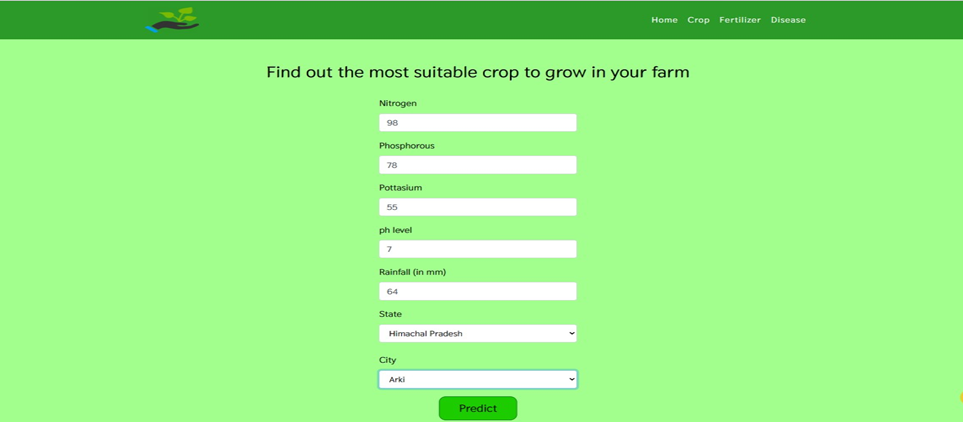 Home Crop Fertilizer Disease
Find out the most suitable crop to grow in your farm
Nitrogen
98
Phosphorous
78
Pottasium
55
ph level
7
Rainfall (in mm)
64
State
Himachal Pradesh
City
Arki
Predict